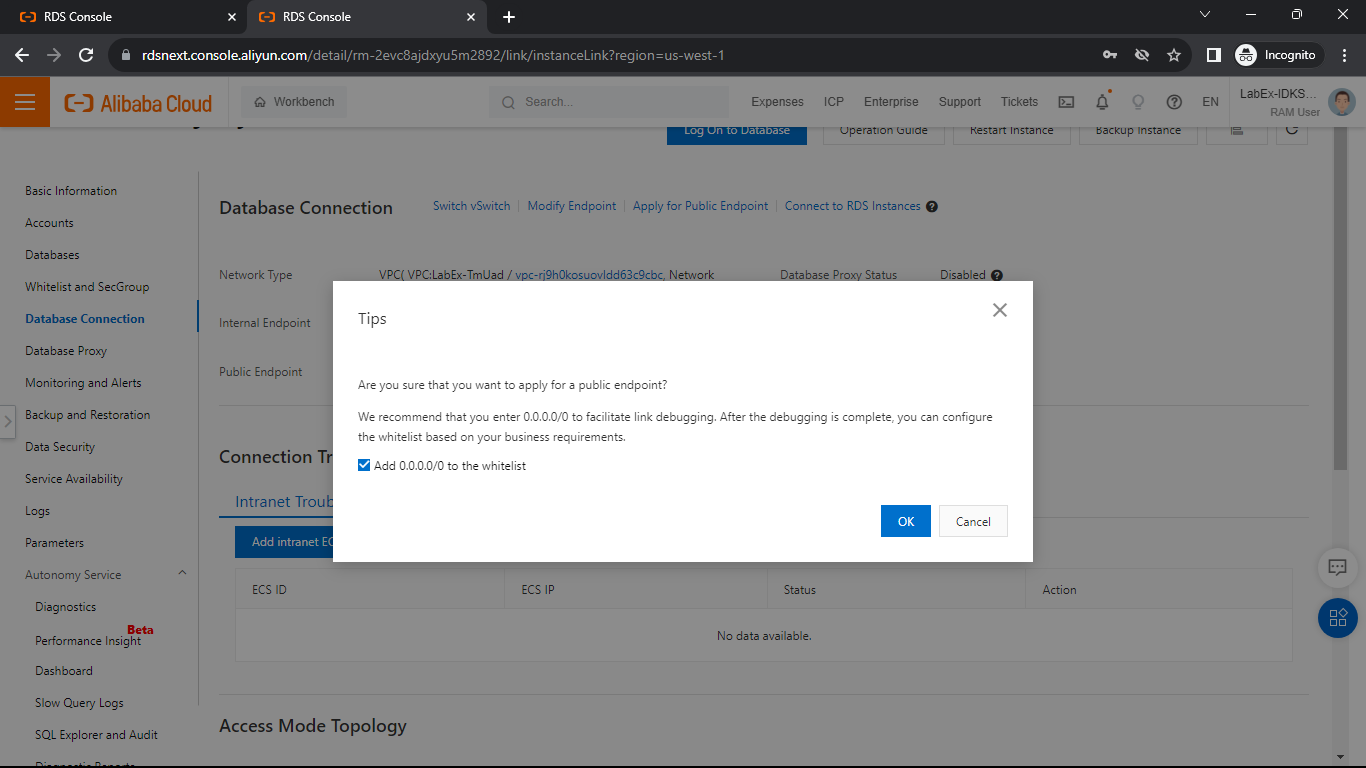 RDS Console
RDS Console
rdsnext.console.aliyun.com/detail/rm-2evc8ajdxyu5m2892/link/instanceLink?region=us-west-1
Incognito
Alibaba Cloud
Workbench
Search...
Expenses
ICP
Enterprise
Support
Tickets
EN
LabEx-IDKS...
RAM User
Log On to Database
Operation Guide
Restart Instance
Backup Instance
Basic Information
Accounts
Databases
Whitelist and SecGroup
Database Connection
Database Proxy
Monitoring and Alerts
Backup and Restoration
Data Security
Service Availability
Logs
Parameters
Autonomy Service
Diagnostics
Beta
Performance Insight
Dashboard
Slow Query Logs
SQL Explorer and Audit
Diagnostic Reports
Database Connection
Switch vSwitch
Modify Endpoint
Apply for Public Endpoint
Connect to RDS Instances
Network Type
VPC( VPC:LabEx-TmUad / vpc-rj9h0kosuovldd63c9cbc, Network
Database Proxy Status
Disabled
Internal Endpoint
Public Endpoint
Tips
Are you sure that you want to apply for a public endpoint?
We recommend that you enter 0.0.0.0/0 to facilitate link debugging. After the debugging is complete, you can configure
the whitelist based on your business requirements.
Add 0.0.0.0/0 to the whitelist
OK
Cancel
Connection Tr
Intranet Troub
Add intranet EC
ECS ID
ECS IP
Status
Action
No data available.
Access Mode Topology